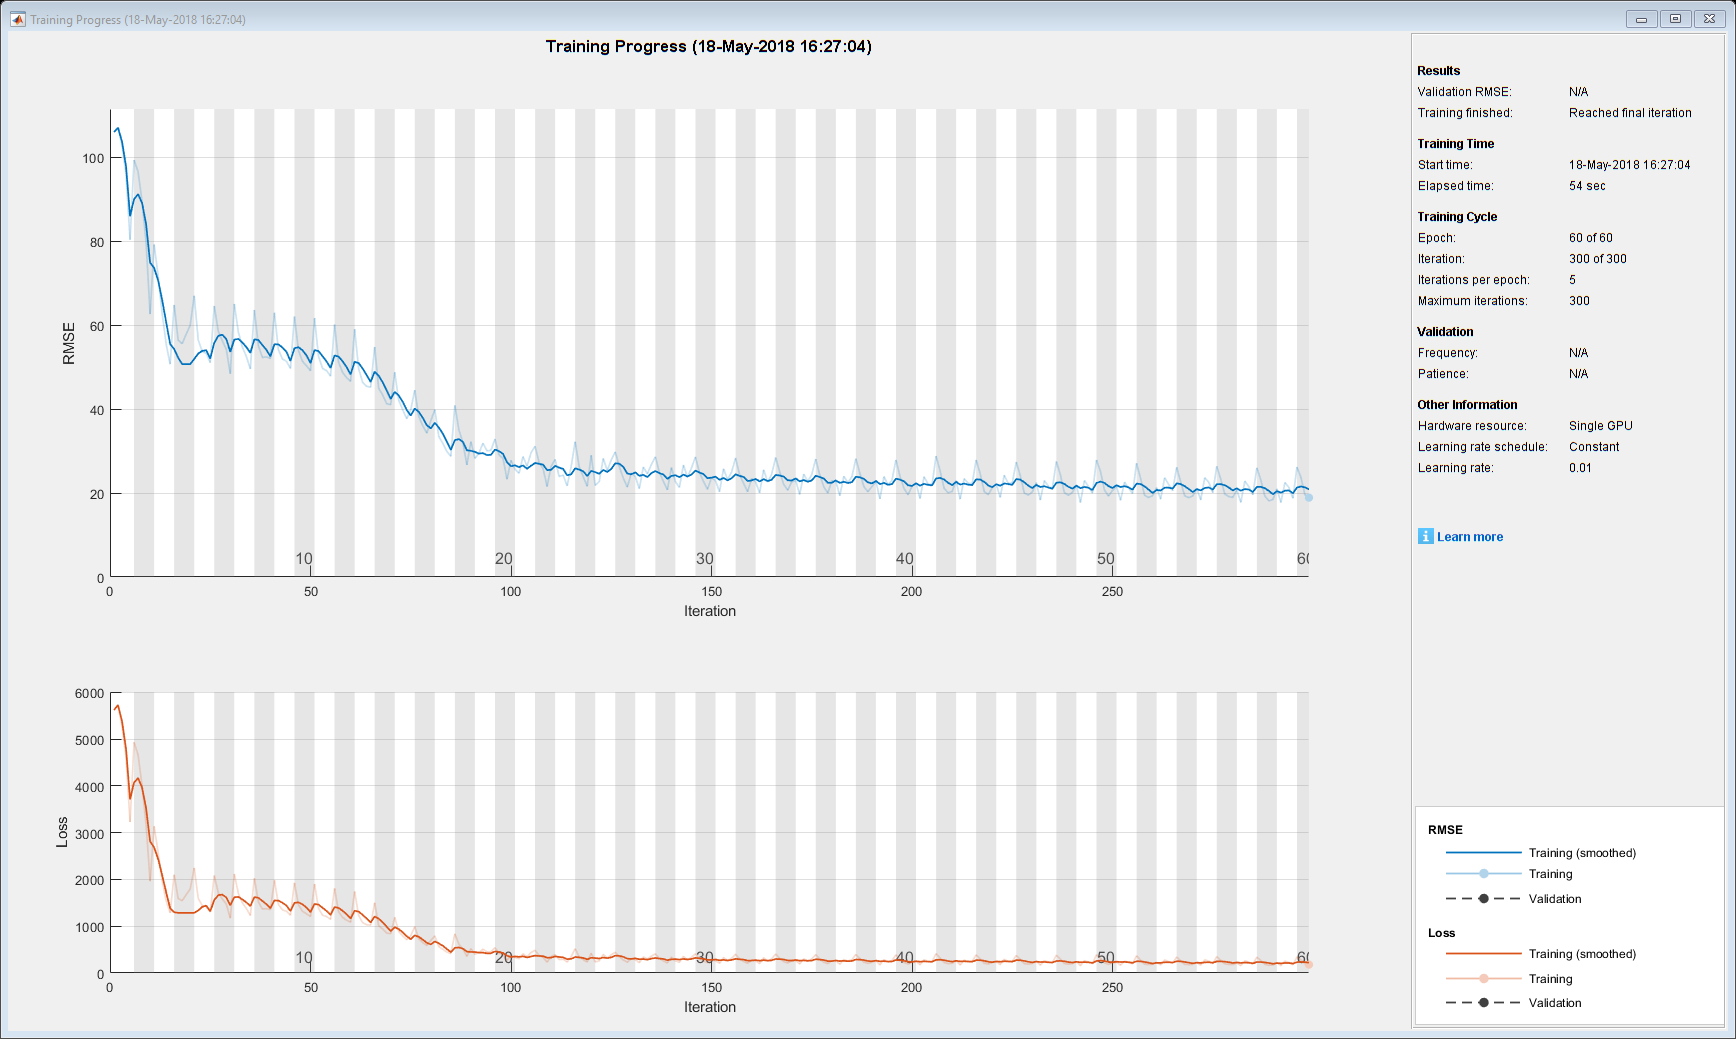 Training Progress (18-May-2018 16:27:04)
Training Progress (18-May-2018 16:27:04)
RMSE
100
80
60
40
20
0
10
20
30
40
50
60
0
50
100
150
200
250
Iteration
Loss
6000
5000
4000
3000
2000
1000
0
10
20
30
40
50
60
0
50
100
150
200
250
Iteration
Results
Validation RMSE: N/A
Training finished: Reached final iteration
Training Time
Start time: 18-May-2018 16:27:04
Elapsed time: 54 sec
Training Cycle
Epoch: 60 of 60
Iteration: 300 of 300
Iterations per epoch: 5
Maximum iterations: 300
Validation
Frequency: N/A
Patience: N/A
Other Information
Hardware resource: Single GPU
Learning rate schedule: Constant
Learning rate: 0.01
i Learn more
RMSE
Training (smoothed)
Training
Validation
Loss
Training (smoothed)
Training
Validation